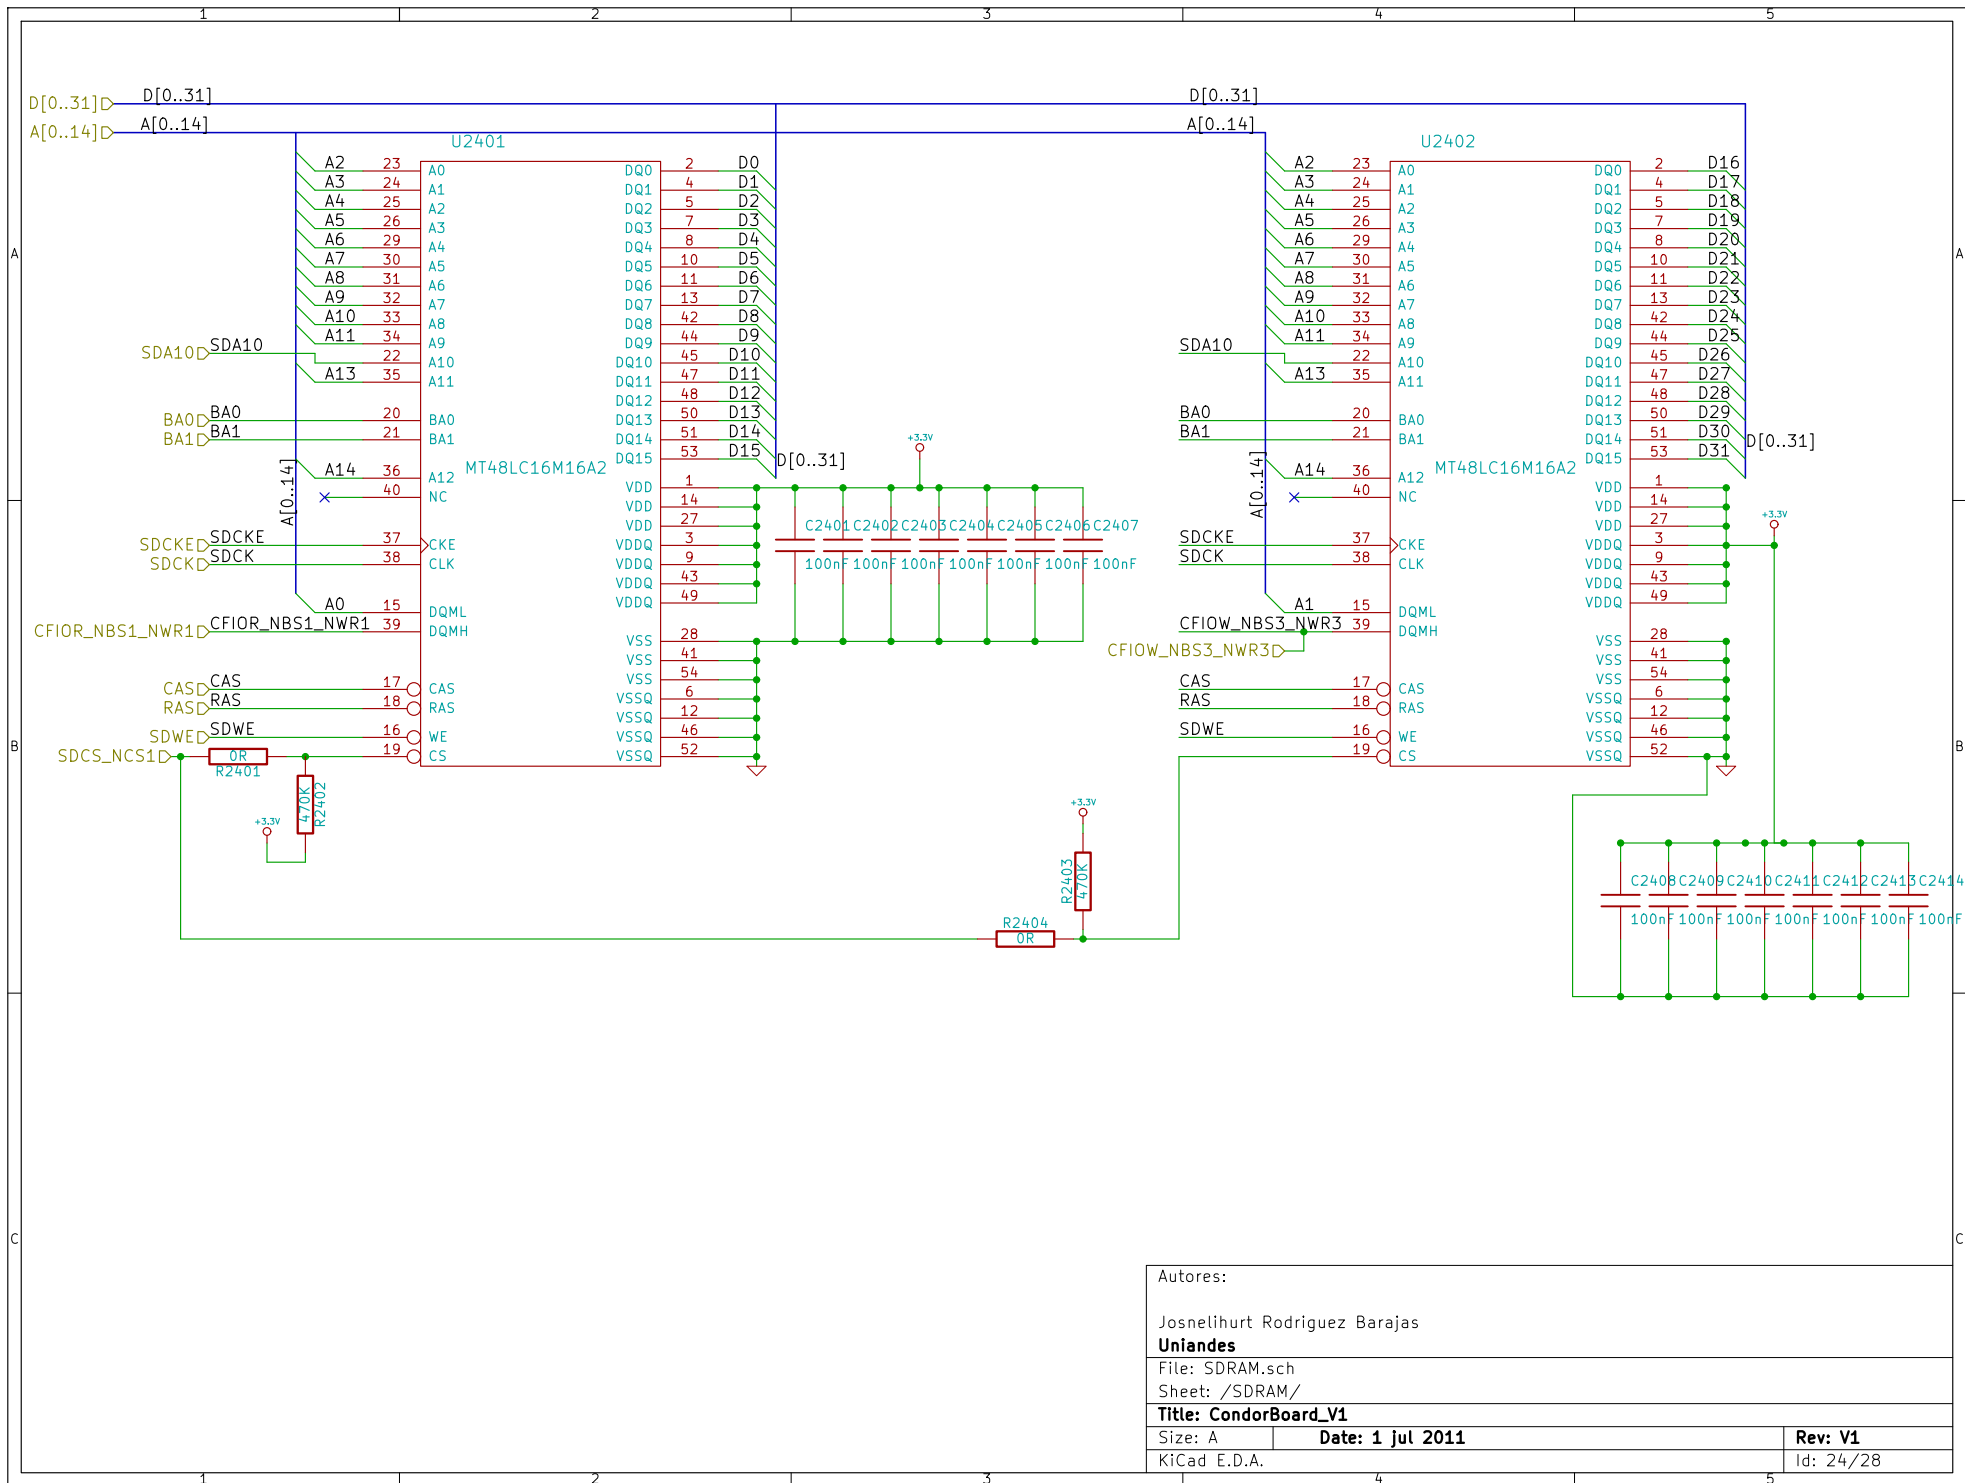 1 2 3 4 5
D[0..31] D[0..31] D[0..31]
A[0..14] A[0..14] A[0..14]
U2401 U2402
A2 23 A0 DQ0 2 D0 A2 23 A0 DQ0 2 D16
A3 24 A1 DQ1 4 D1 A3 24 A1 DQ1 4 D17
A4 25 A2 DQ2 5 D2 A4 25 A2 DQ2 5 D18
A5 26 A3 DQ3 7 D3 A5 26 A3 DQ3 7 D19
A6 29 A4 DQ4 8 D4 A6 29 A4 DQ4 8 D20
A A
A7 30 A5 DQ5 10 D5 A7 30 A5 DQ5 10 D21
A8 31 A6 DQ6 11 D6 A8 31 A6 DQ6 11 D22
A9 32 A7 DQ7 13 D7 A9 32 A7 DQ7 13 D23
A10 33 A8 DQ8 42 D8 A10 33 A8 DQ8 42 D24
A11 34 A9 DQ9 44 D9 A11 34 A9 DQ9 44 D25
SDA10 SDA10 22 A10 DQ10 45 D10 SDA10 22 A10 DQ10 45 D26
A13 35 A11 DQ11 47 D11 A13 35 A11 DQ11 47 D27
DQ12 48 D12 DQ12 48 D28
BA0 BA0 20 BA0 DQ13 50 D13 BA0 20 BA0 DQ13 50 D29
BA1 BA1 21 BA1 DQ14 51 D14 +3.3V BA1 21 BA1 DQ14 51 D30 D[0..31]
DQ15 53 D15 D[0..31] DQ15 53 D31
MT48LC16M16A2 MT48LC16M16A2
A[0..14] A14 36 A12 A[0..14] A14 36 A12
VDD 1 VDD 1
40 NC VDD 14 40 NC VDD 14
VDD 27 C2401 C2402 C2403 C2404 C2405 C2406 C2407 VDD 27 +3.3V
SDCKE SDCKE 37 CKE VDDQ 3 SDCKE 37 CKE VDDQ 3
SDCK SDCK 38 CLK VDDQ 9 100nF 100nF 100nF 100nF 100nF 100nF 100nF SDCK 38 CLK VDDQ 9
VDDQ 43 VDDQ 43
VDDQ 49 VDDQ 49
A0 15 DQML A1 15 DQML
CFIOR_NBS1_NWR1 CFIOR_NBS1_NWR1 39 DQMH CFIOW_NBS3_NWR3 39 DQMH
VSS 28 VSS 28
CFIOW_NBS3_NWR3
VSS 41 VSS 41
VSS 54 VSS 54
CAS CAS 17 CAS CAS 17 CAS
VSSQ 6 VSSQ 6
RAS RAS 18 RAS RAS 18 RAS
VSSQ 12 VSSQ 12
SDWE SDWE 16 WE VSSQ 46 SDWE 16 WE VSSQ 46
B B
SDCS_NCS1 0R 19 CS VSSQ 52 19 CS VSSQ 52
R2401
470K R2402
+3.3V +3.3V
R2403 470K
C2408 C2409 C2410 C2411 C2412 C2413 C2414
100nF 100nF 100nF 100nF 100nF 100nF 100nF
R2404
0R
C C
Autores:
Josnelihurt Rodriguez Barajas
Uniandes
File: SDRAM.sch
Sheet: /SDRAM/
Title: CondorBoard_V1
Size: A Date: 1 jul 2011 Rev: V1
KiCad E.D.A. Id: 24/28
1 2 3 4 5